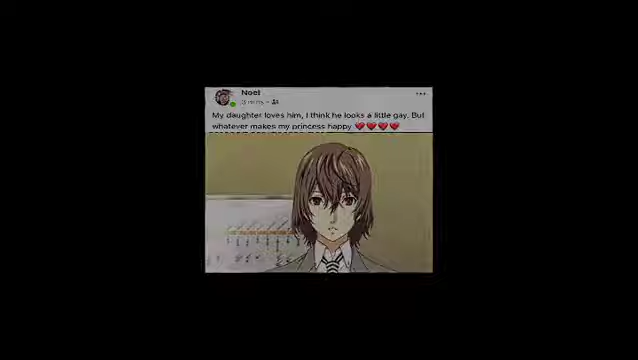 Noel
My daughter loves him, I think he looks a little gay. But
whatever makes my princess happy 💔💔💔💔